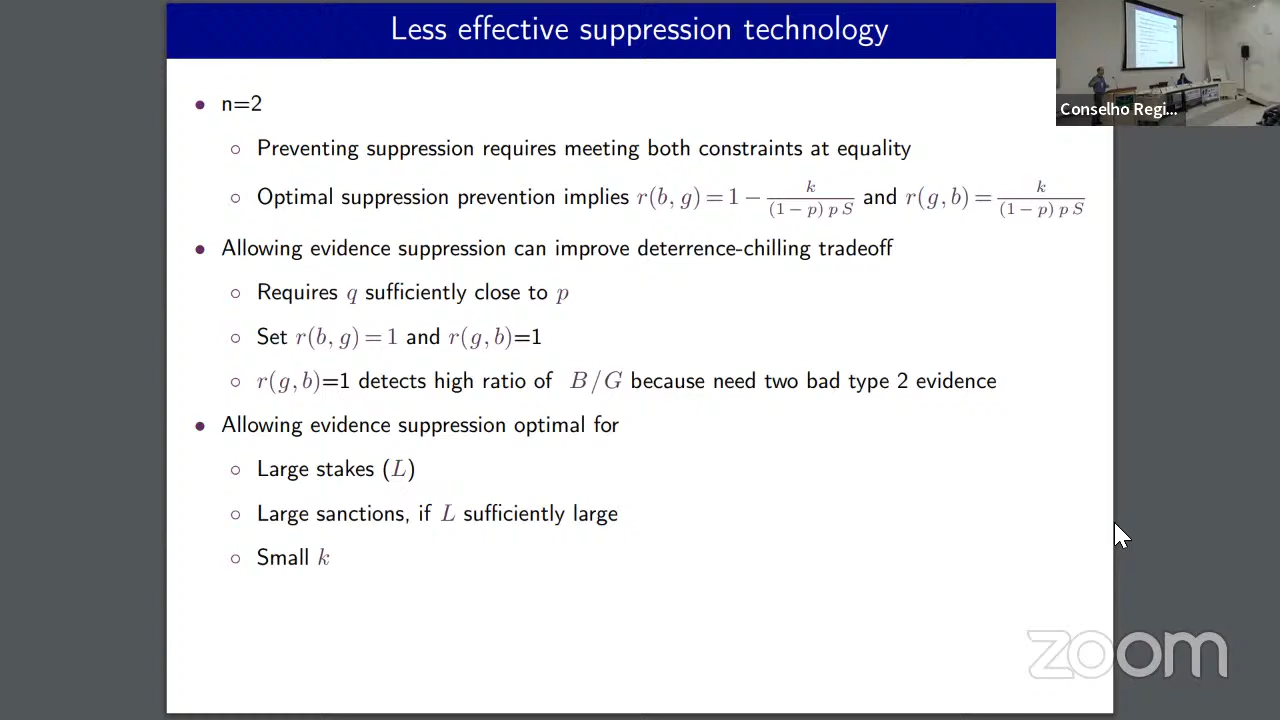 Less effective suppression technology
• n=2
◦ Preventing suppression requires meeting both constraints at equality
◦ Optimal suppression prevention implies r(b, g) = 1 − k/((1 − p) p S) and r(g, b) = k/((1 − p) p S)
• Allowing evidence suppression can improve deterrence-chilling tradeoff
◦ Requires q sufficiently close to p
◦ Set r(b, g) = 1 and r(g, b)=1
◦ r(g, b)=1 detects high ratio of B/G because need two bad type 2 evidence
• Allowing evidence suppression optimal for
◦ Large stakes (L)
◦ Large sanctions, if L sufficiently large
◦ Small k
Conselho Regi...
zoom